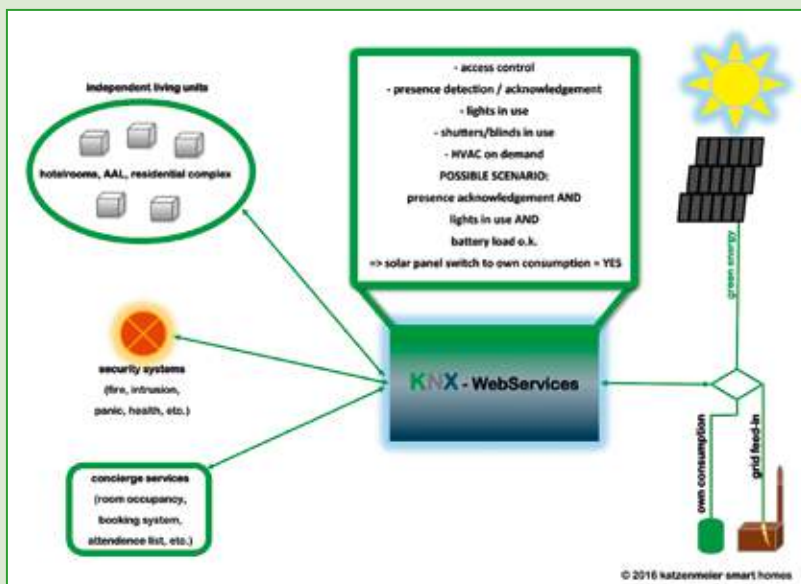 independent living units
hotelrooms, AAL, residential complex
- access control
- presence detection / acknowledgement
- lights in use
- shutters/blinds in use
- HVAC on demand
POSSIBLE SCENARIO:
presence acknowledgement AND
lights in use AND
battery load o.k.
=> solar panel switch to own consumption = YES
green energy
security systems
(fire, intrusion,
panic, health, etc.)
KNX - WebServices
concierge services
(room occupancy,
booking system,
attendence list, etc.)
own consumption
grid feed-in
© 2016 katzenmeier smart homes